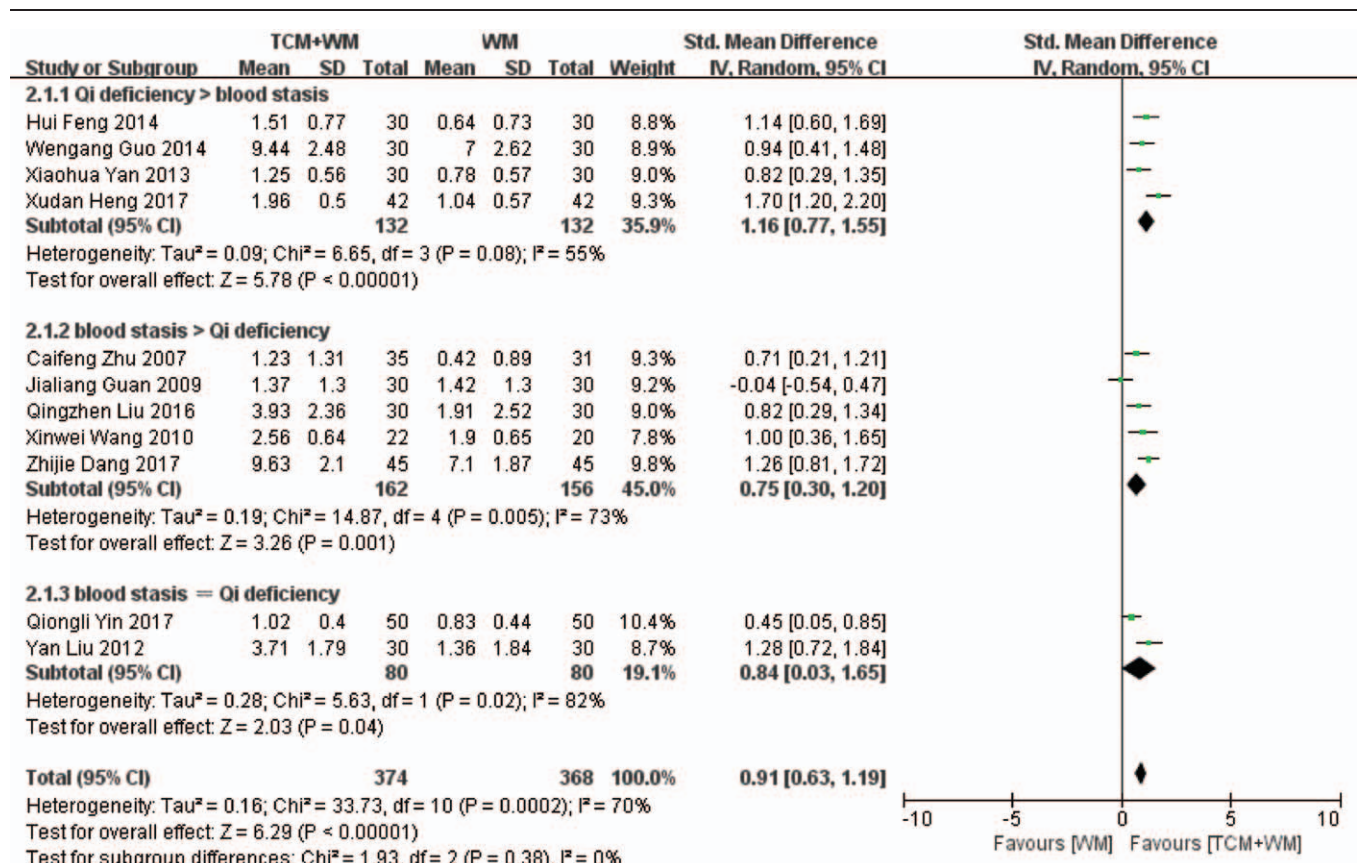 TCM+WM WM Std. Mean Difference Std. Mean Difference
Study or Subgroup Mean SD Total Mean SD Total Weight IV, Random, 95% CI IV, Random, 95% CI
2.1.1 Qi deficiency > blood stasis
Hui Feng 2014 1.51 0.77 30 0.64 0.73 30 8.8% 1.14 [0.60, 1.69]
Wengang Guo 2014 9.44 2.48 30 7 2.62 30 8.9% 0.94 [0.41, 1.48]
Xiaohua Yan 2013 1.25 0.56 30 0.78 0.57 30 9.0% 0.82 [0.29, 1.35]
Xudan Heng 2017 1.96 0.5 42 1.04 0.57 42 9.3% 1.70 [1.20, 2.20]
Subtotal (95% CI) 132 132 35.9% 1.16 [0.77, 1.55]
Heterogeneity: Tau² = 0.09; Chi² = 6.65, df = 3 (P = 0.08); I² = 55%
Test for overall effect: Z = 5.78 (P < 0.00001)
2.1.2 blood stasis > Qi deficiency
Caifeng Zhu 2007 1.23 1.31 35 0.42 0.89 31 9.3% 0.71 [0.21, 1.21]
Jialiang Guan 2009 1.37 1.3 30 1.42 1.3 30 9.2% -0.04 [-0.54, 0.47]
Qingzhen Liu 2016 3.93 2.36 30 1.91 2.52 30 9.0% 0.82 [0.29, 1.34]
Xinwei Wang 2010 2.56 0.64 22 1.9 0.65 20 7.8% 1.00 [0.36, 1.65]
Zhijie Dang 2017 9.63 2.1 45 7.1 1.87 45 9.8% 1.26 [0.81, 1.72]
Subtotal (95% CI) 162 156 45.0% 0.75 [0.30, 1.20]
Heterogeneity: Tau² = 0.19; Chi² = 14.87, df = 4 (P = 0.005); I² = 73%
Test for overall effect: Z = 3.26 (P = 0.001)
2.1.3 blood stasis = Qi deficiency
Qiongli Yin 2017 1.02 0.4 50 0.83 0.44 50 10.4% 0.45 [0.05, 0.85]
Yan Liu 2012 3.71 1.79 30 1.36 1.84 30 8.7% 1.28 [0.72, 1.84]
Subtotal (95% CI) 80 80 19.1% 0.84 [0.03, 1.65]
Heterogeneity: Tau² = 0.28; Chi² = 5.63, df = 1 (P = 0.02); I² = 82%
Test for overall effect: Z = 2.03 (P = 0.04)
Total (95% CI) 374 368 100.0% 0.91 [0.63, 1.19]
Heterogeneity: Tau² = 0.16; Chi² = 33.73, df = 10 (P = 0.0002); I² = 70%
Test for overall effect: Z = 6.29 (P < 0.00001)
Test for subgroup differences: Chi² = 1.93, df = 2 (P = 0.38), I² = 0%
-10 -5 0 5 10
Favours [WM] Favours [TCM+WM]